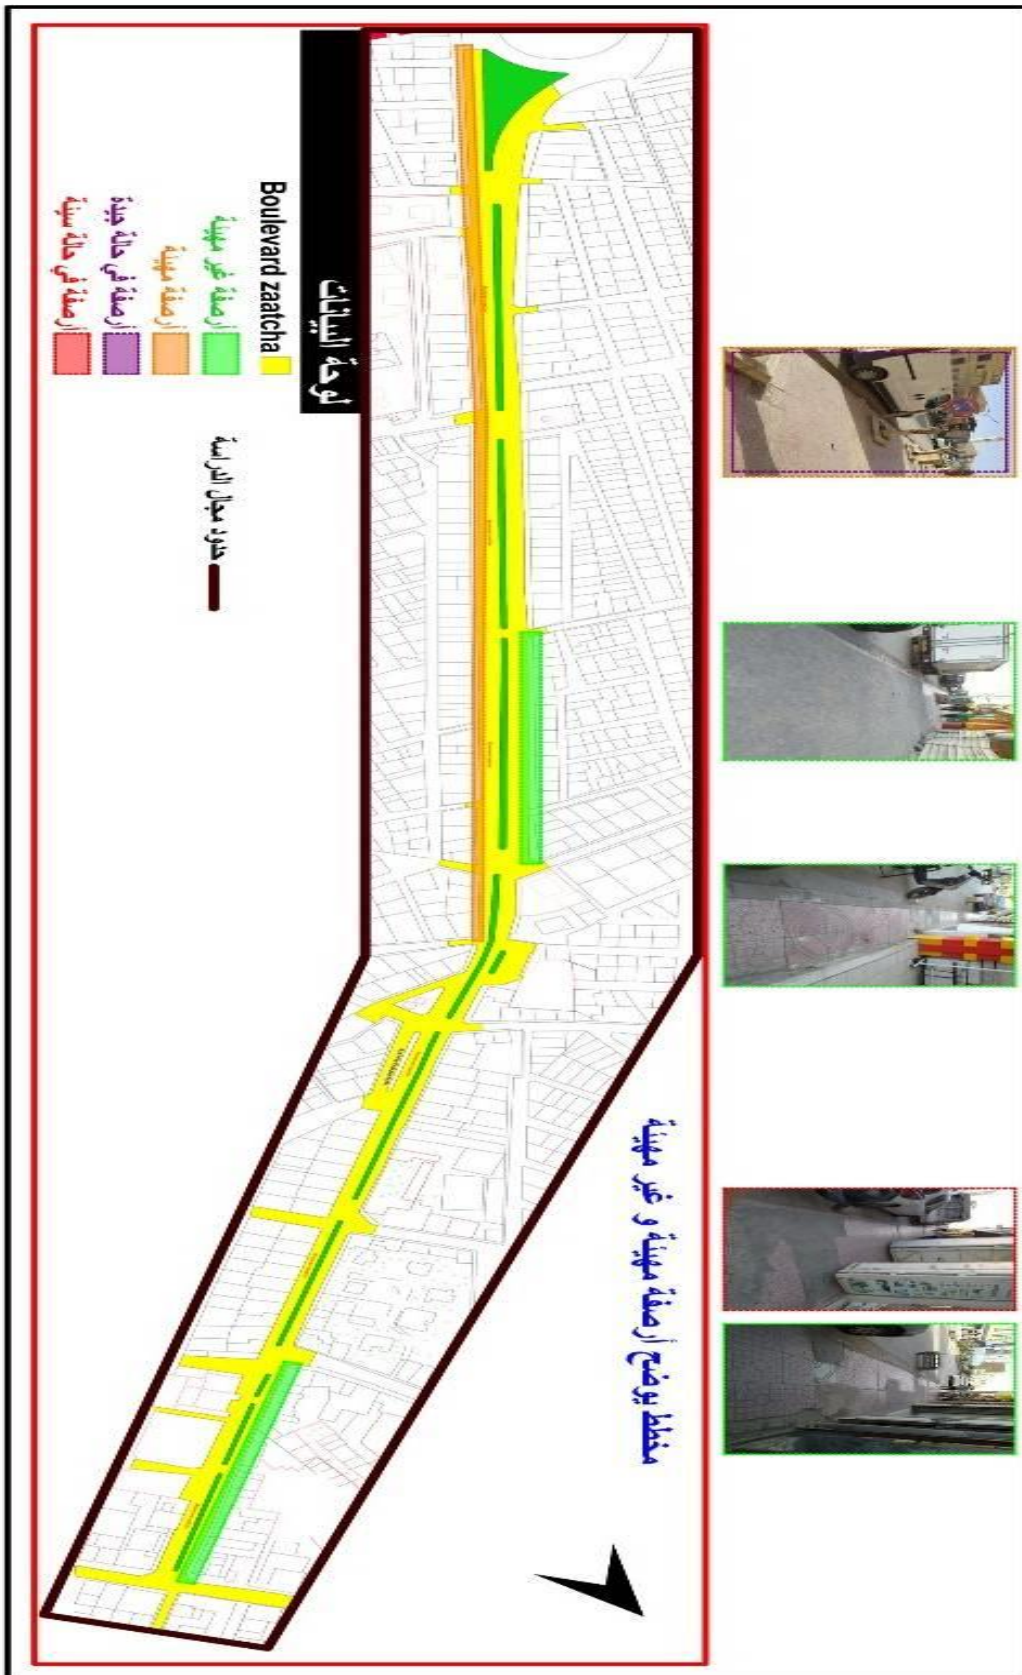 مخطط يوضح أرصفة مهيئة و غير مهيئة
لوحة البيانات
Boulevard zaatcha
أرصفة غير مهيئة
أرصفة مهيئة
أرصفة في حالة جيدة
أرصفة في حالة سيئة
حدود مجال الدراسة